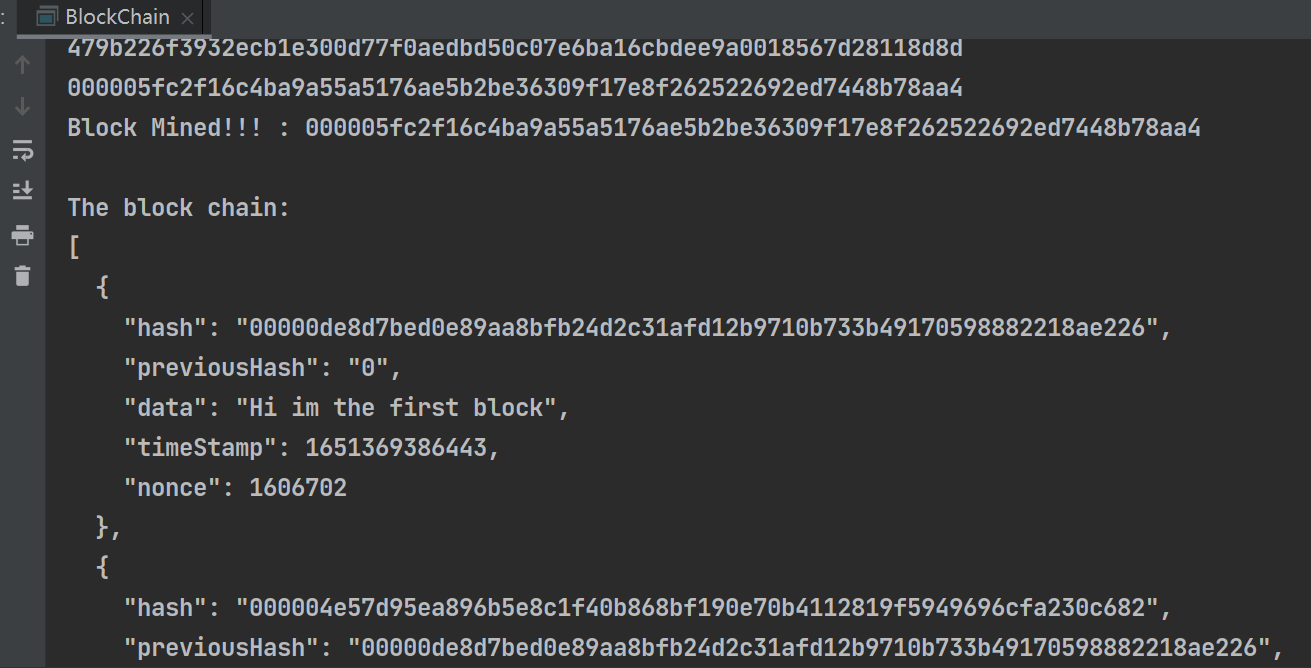 : BlockChain ×
479b226f3932ecb1e300d77f0aedbd50c07e6ba16cbdee9a0018567d28118d8d
000005fc2f16c4ba9a55a5176ae5b2be36309f17e8f262522692ed7448b78aa4
Block Mined!!! : 000005fc2f16c4ba9a55a5176ae5b2be36309f17e8f262522692ed7448b78aa4
The block chain:
[
{
"hash": "00000de8d7bed0e89aa8bfb24d2c31afd12b9710b733b49170598882218ae226",
"previousHash": "0",
"data": "Hi im the first block",
"timeStamp": 1651369386443,
"nonce": 1606702
},
{
"hash": "000004e57d95ea896b5e8c1f40b868bf190e70b4112819f5949696cfa230c682",
"previousHash": "00000de8d7bed0e89aa8bfb24d2c31afd12b9710b733b49170598882218ae226",